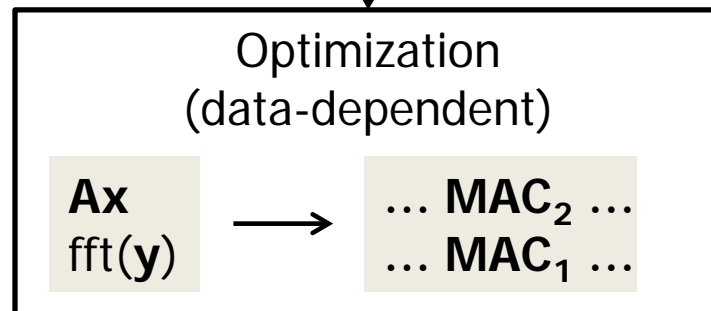 Optimization
(data-dependent)
Ax
fft(y)
... MAC₂ ...
... MAC₁ ...